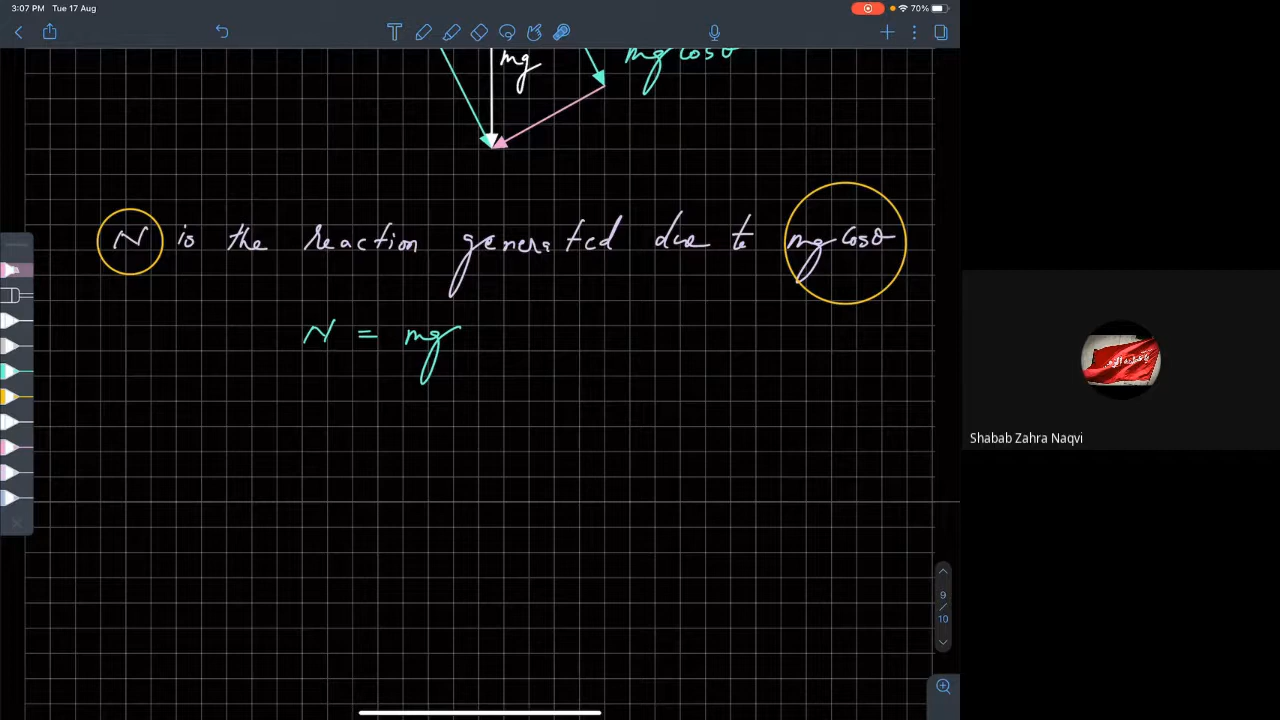 3:07 PM Tue 17 Aug
70%
T
mg
mg cosθ
N is the reaction generated due to mg cosθ
N = mg
Shabab Zahra Naqvi
9
/
10